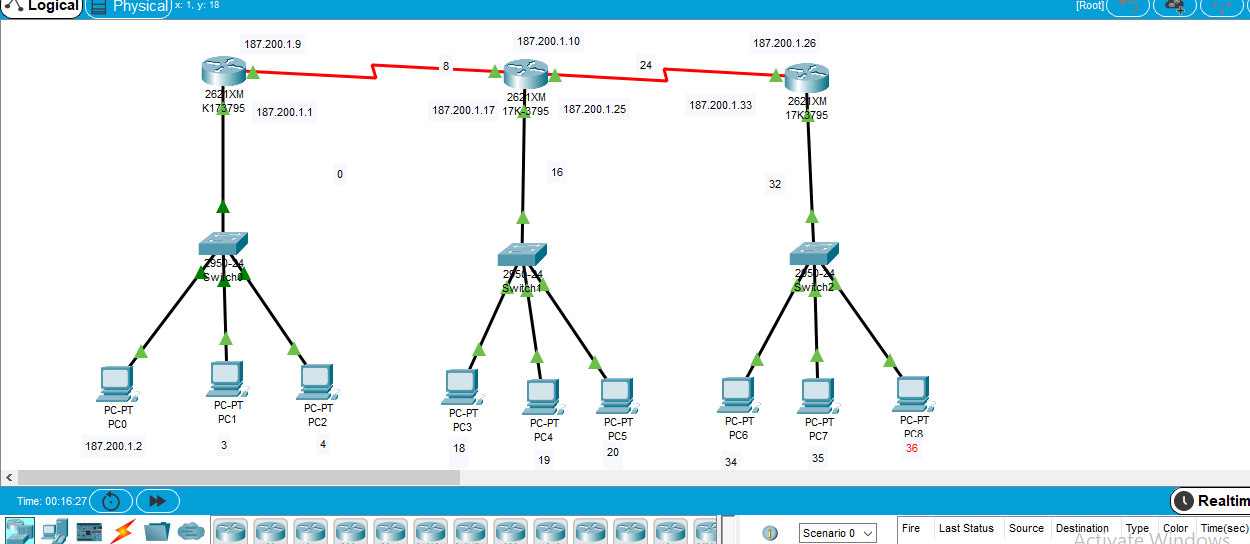 Logical
Physical
x: 1, y: 18
[Root]
187.200.1.9
187.200.1.10
187.200.1.26
8
24
2621XM
K173795
187.200.1.1
187.200.1.17
2621XM
17K-3795
187.200.1.25
187.200.1.33
2621XM
17K3795
0
16
32
2950-24
Switch0
2950-24
Switch1
2950-24
Switch2
PC-PT
PC0
PC-PT
PC1
PC-PT
PC2
PC-PT
PC3
PC-PT
PC4
PC-PT
PC5
PC-PT
PC6
PC-PT
PC7
PC-PT
PC8
187.200.1.2
3
4
18
19
20
34
35
36
Time: 00:16:27
Realtim
Scenario 0
Fire Last Status Source Destination Type Color Time(sec)
Activate Windows